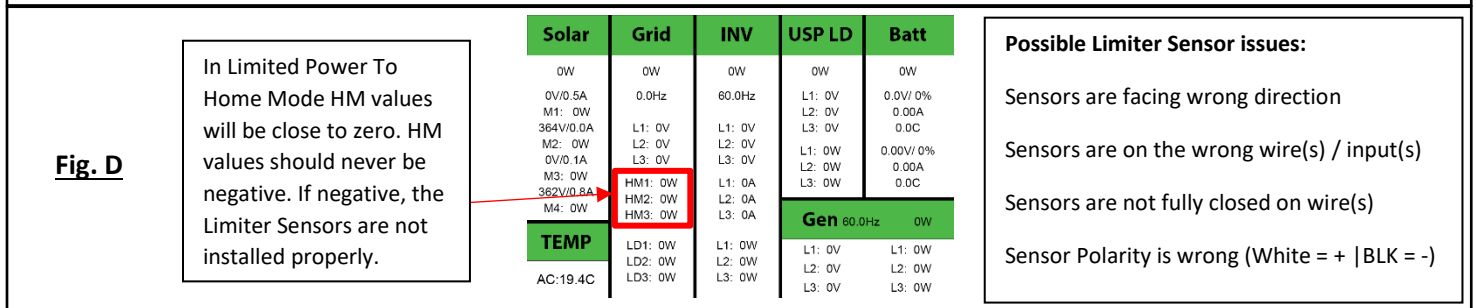 Fig. D
In Limited Power To
Home Mode HM values
will be close to zero. HM
values should never be
negative. If negative, the
Limiter Sensors are not
installed properly.
Solar
0W
0V/0.5A
M1: 0W
364V/0.0A
M2: 0W
0V/0.1A
M3: 0W
362V/0.8A
M4: 0W
TEMP
AC:19.4C
Grid
0W
0.0Hz
L1: 0V
L2: 0V
L3: 0V
HM1: 0W
HM2: 0W
HM3: 0W
LD1: 0W
LD2: 0W
LD3: 0W
INV
0W
60.0Hz
L1: 0V
L2: 0V
L3: 0V
L1: 0A
L2: 0A
L3: 0A
L1: 0W
L2: 0W
L3: 0W
USP LD
0W
L1: 0V
L2: 0V
L3: 0V
L1: 0W
L2: 0W
L3: 0W
Batt
0W
0.0V/ 0%
0.00A
0.0C
0.00V/ 0%
0.00A
0.0C
Gen 60.0Hz 0W
L1: 0V L1: 0W
L2: 0V L2: 0W
L3: 0V L3: 0W
Possible Limiter Sensor issues:
Sensors are facing wrong direction
Sensors are on the wrong wire(s) / input(s)
Sensors are not fully closed on wire(s)
Sensor Polarity is wrong (White = + |BLK = -)